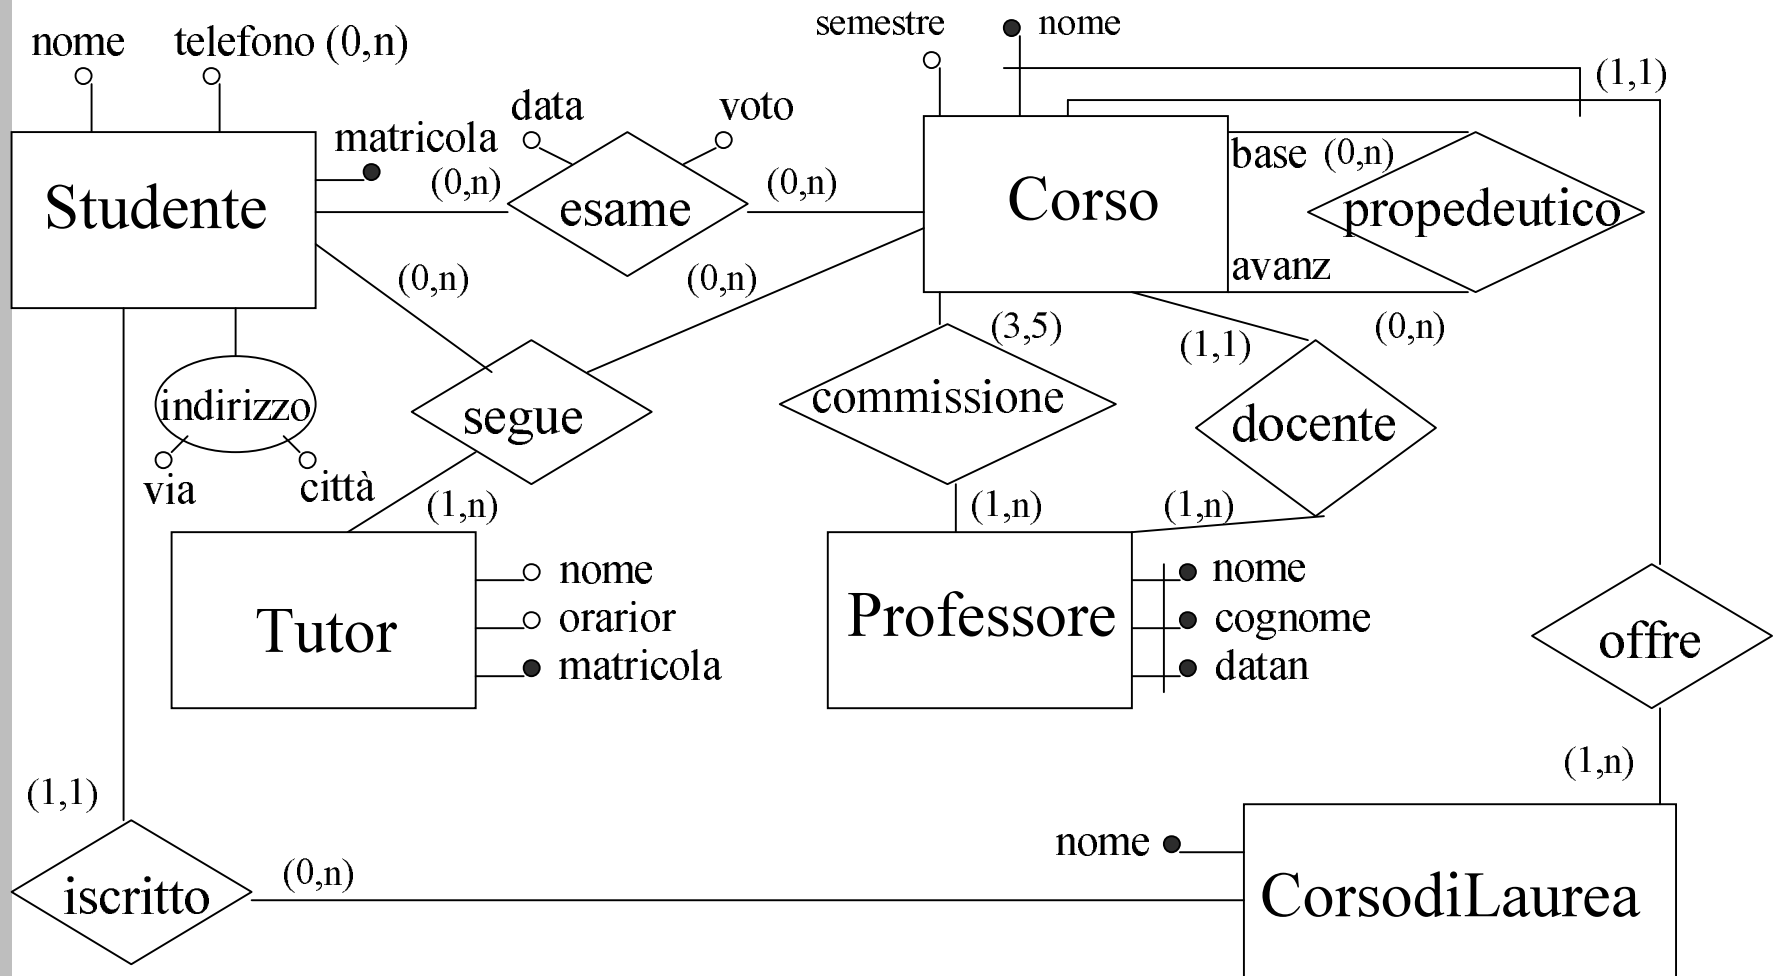 semestre nome
nome telefono (0,n)
(1,1)
data voto
matricola
(0,n) (0,n)
base (0,n)
Studente esame Corso propedeutico
avanz
(0,n) (0,n)
(3,5) (1,1) (0,n)
indirizzo segue commissione docente
via città
(1,n) (1,n) (1,n)
nome nome
Tutor orarior Professore cognome
matricola datan
offre
(1,n)
(1,1)
nome
(0,n)
iscritto CorsodiLaurea